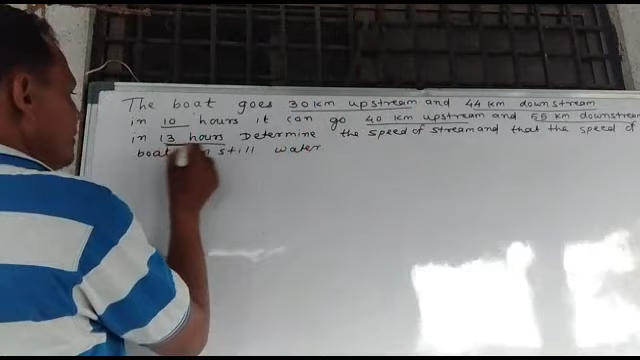 The boat goes 30 km upstream and 44 km downstream
in 10 hours it can go 40 km upstream and 55 km downstream
in 13 hours Determine the speed of stream and that the speed of
boat in still water.